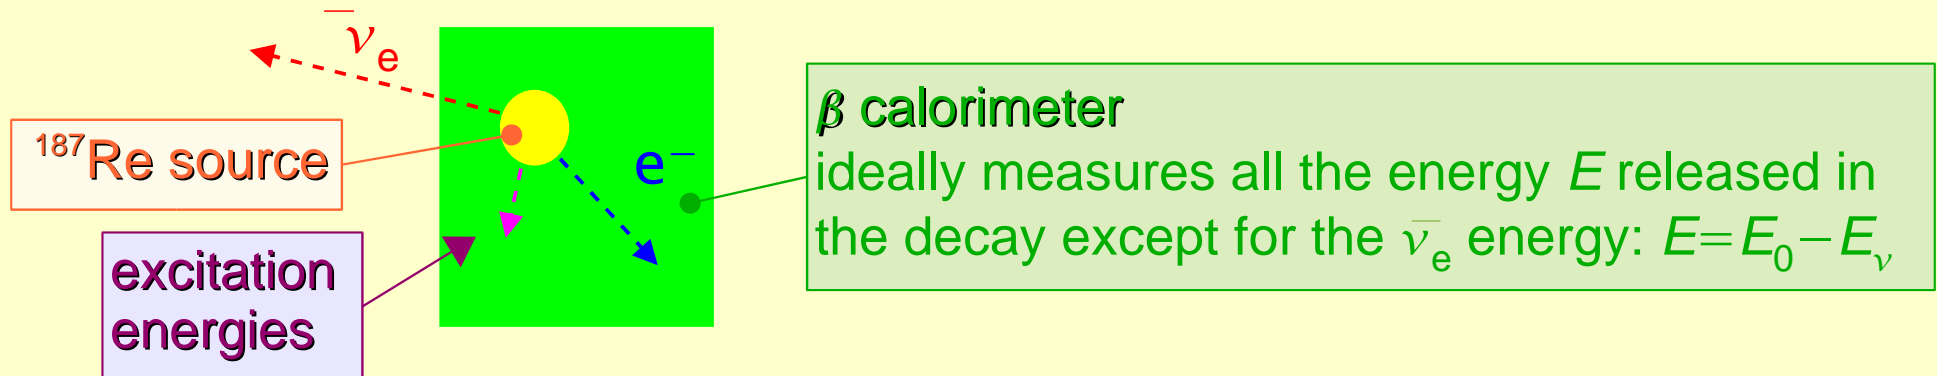 ν̅e
187Re source
e−
excitation
energies
β calorimeter
ideally measures all the energy E released in
the decay except for the ν̅e energy: E=E0−Eν